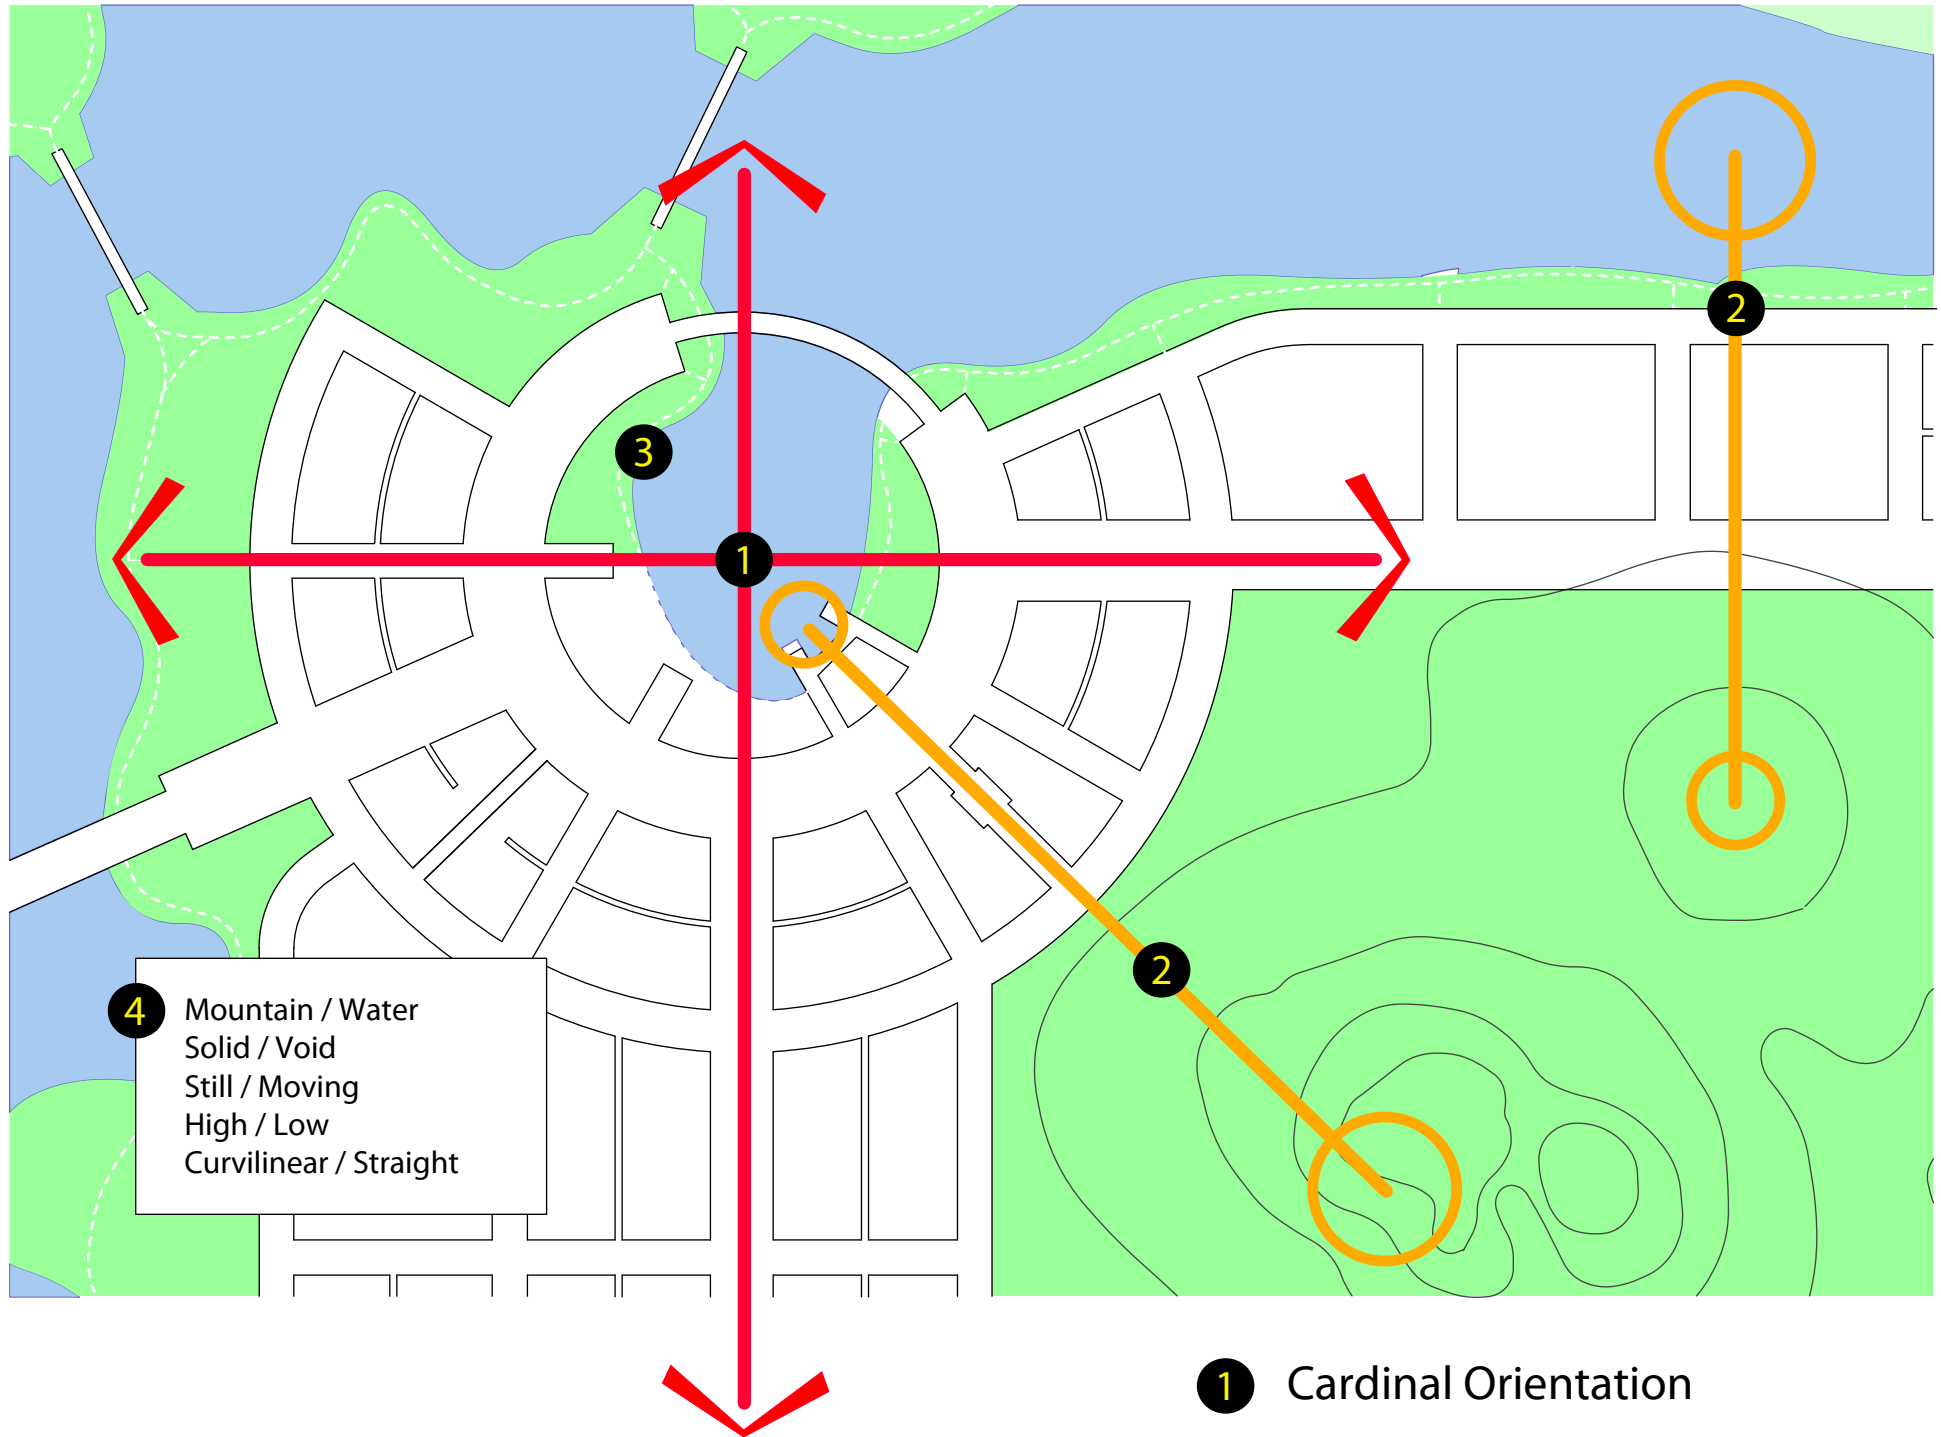 2
3
1
2
4 Mountain / Water
Solid / Void
Still / Moving
High / Low
Curvilinear / Straight
1 Cardinal Orientation